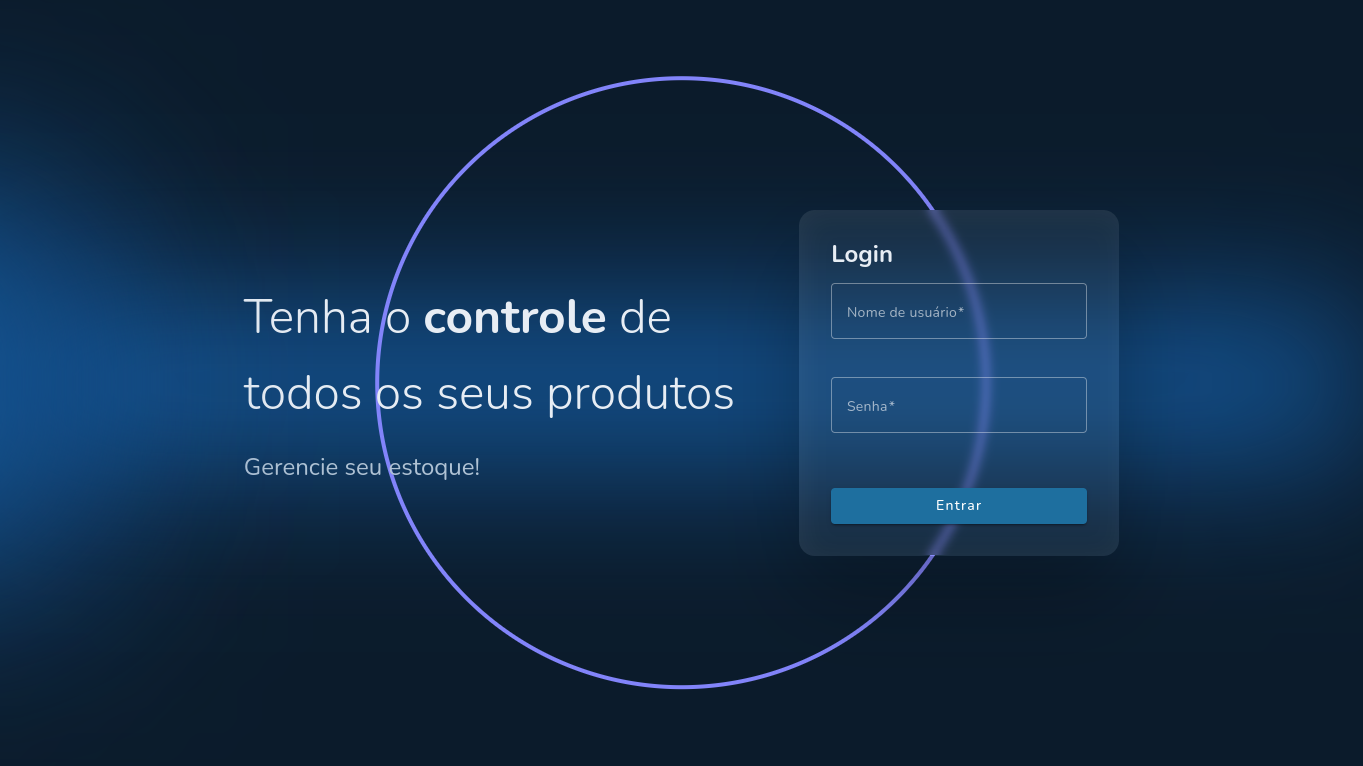 Tenha o controle de
todos os seus produtos
Gerencie seu estoque!
Login
Nome de usuário*
Senha*
Entrar